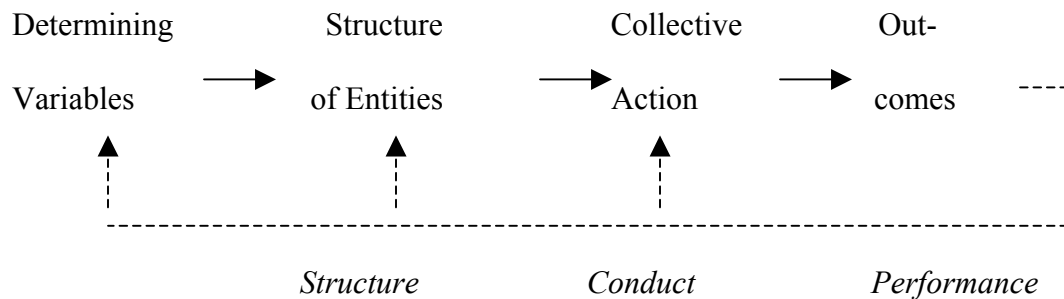 Determining Structure Collective Out-
Variables of Entities Action comes
Structure Conduct Performance